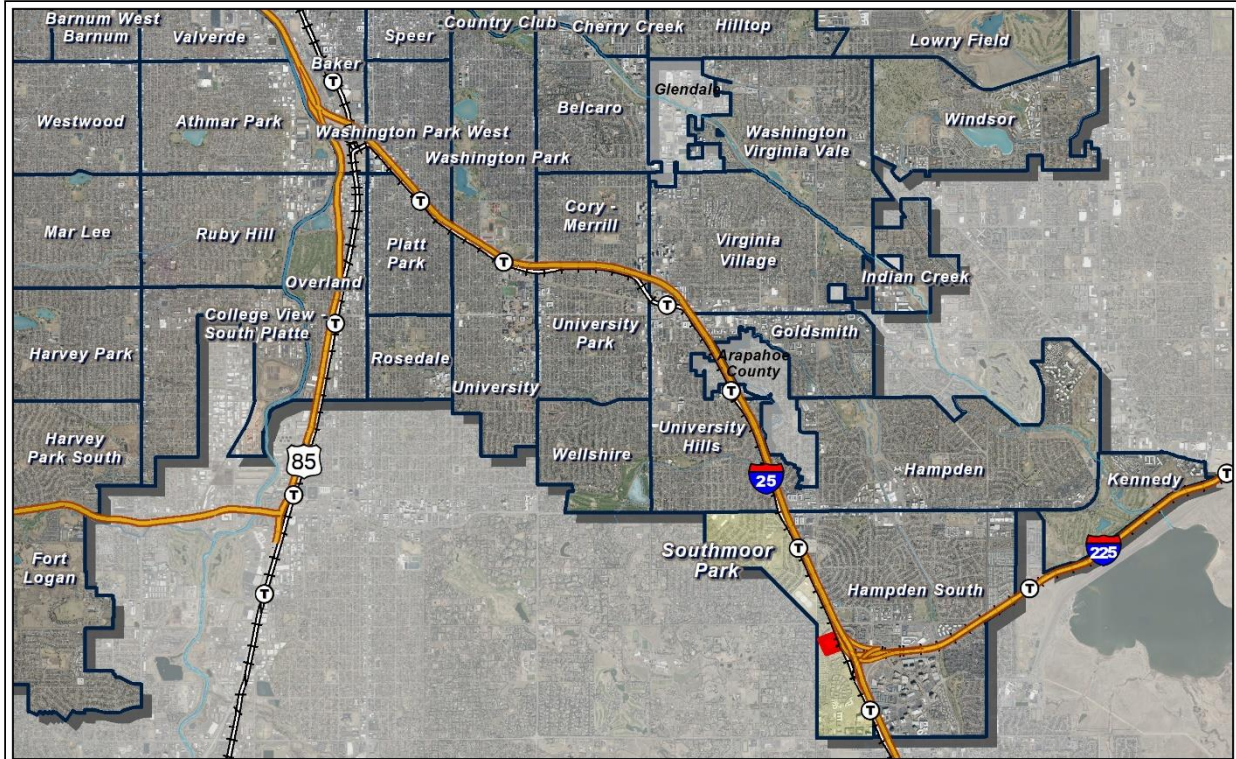 Barnum West
Barnum
Valverde
Speer
Country Club
Cherry Creek
Hilltop
Lowry Field
Baker
Glendale
Westwood
Athmar Park
Washington Park West
Belcaro
Washington
Virginia Vale
Windsor
Washington Park
Mar Lee
Ruby Hill
Platt
Park
Cory -
Merrill
Virginia
Village
Indian Creek
Overland
College View -
South Platte
Harvey Park
Rosedale
University
Park
Goldsmith
Arapahoe
County
University
Harvey
Park South
Wellshire
University
Hills
Hampden
Kennedy
85
25
225
Fort
Logan
Southmoor
Park
Hampden South
T
T
T
T
T
T
T
T
T
T
T
T